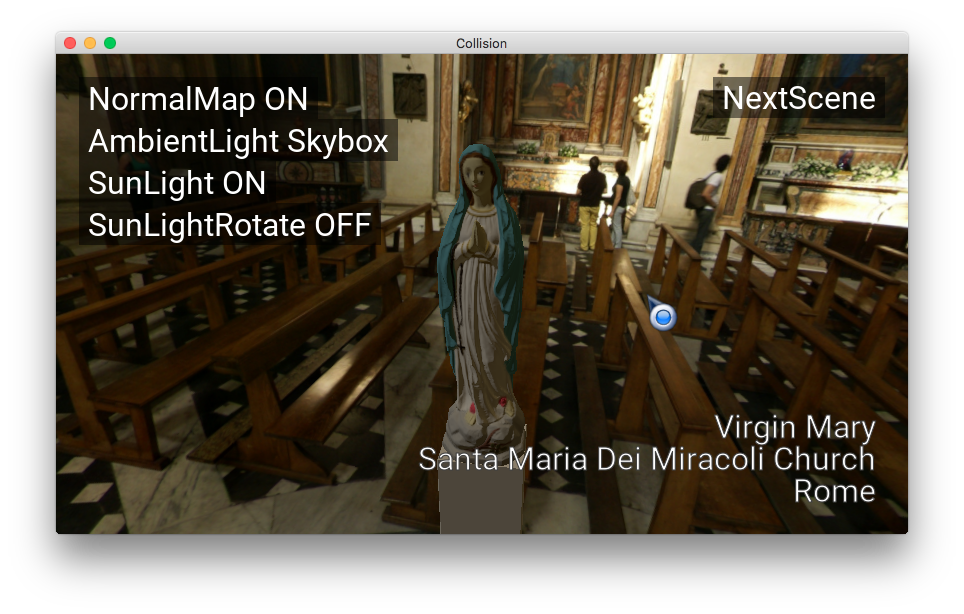 Collision
NormalMap ON
NextScene
AmbientLight Skybox
SunLight ON
SunLightRotate OFF
Virgin Mary
Santa Maria Dei Miracoli Church
Rome